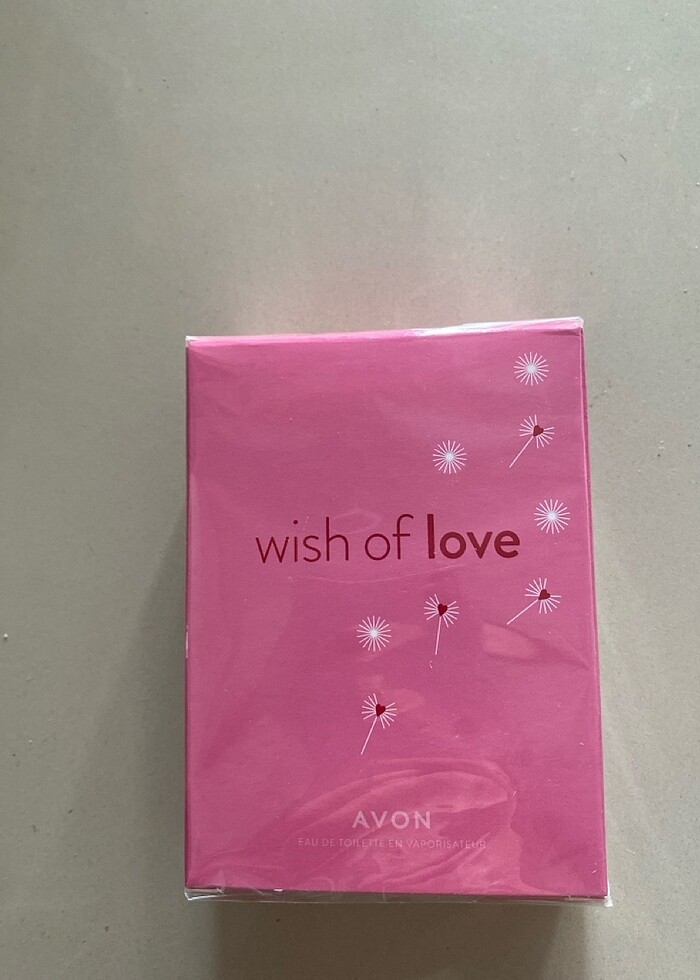 wish of love
AVON
EAU DE TOILETTE EN VAPORISATEUR